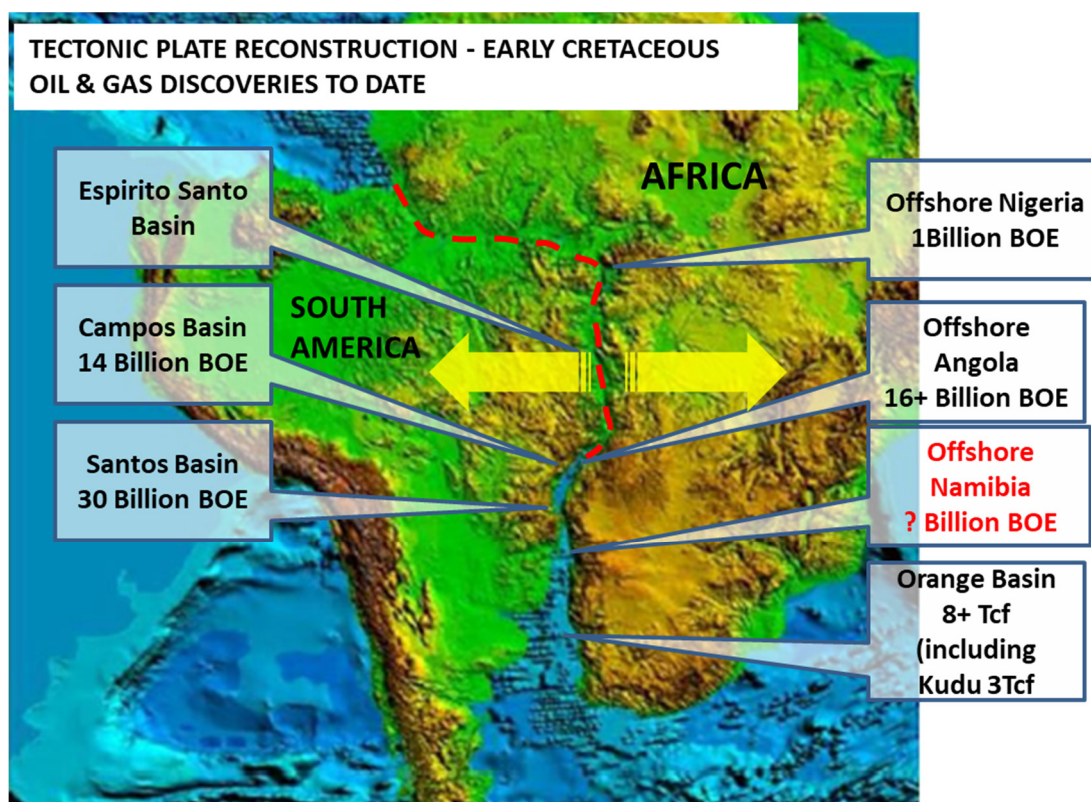 TECTONIC PLATE RECONSTRUCTION - EARLY CRETACEOUS
OIL & GAS DISCOVERIES TO DATE
AFRICA
SOUTH
AMERICA
Espirito Santo
Basin
Campos Basin
14 Billion BOE
Santos Basin
30 Billion BOE
Offshore Nigeria
1Billion BOE
Offshore
Angola
16+ Billion BOE
Offshore
Namibia
? Billion BOE
Orange Basin
8+ Tcf
(including
Kudu 3Tcf